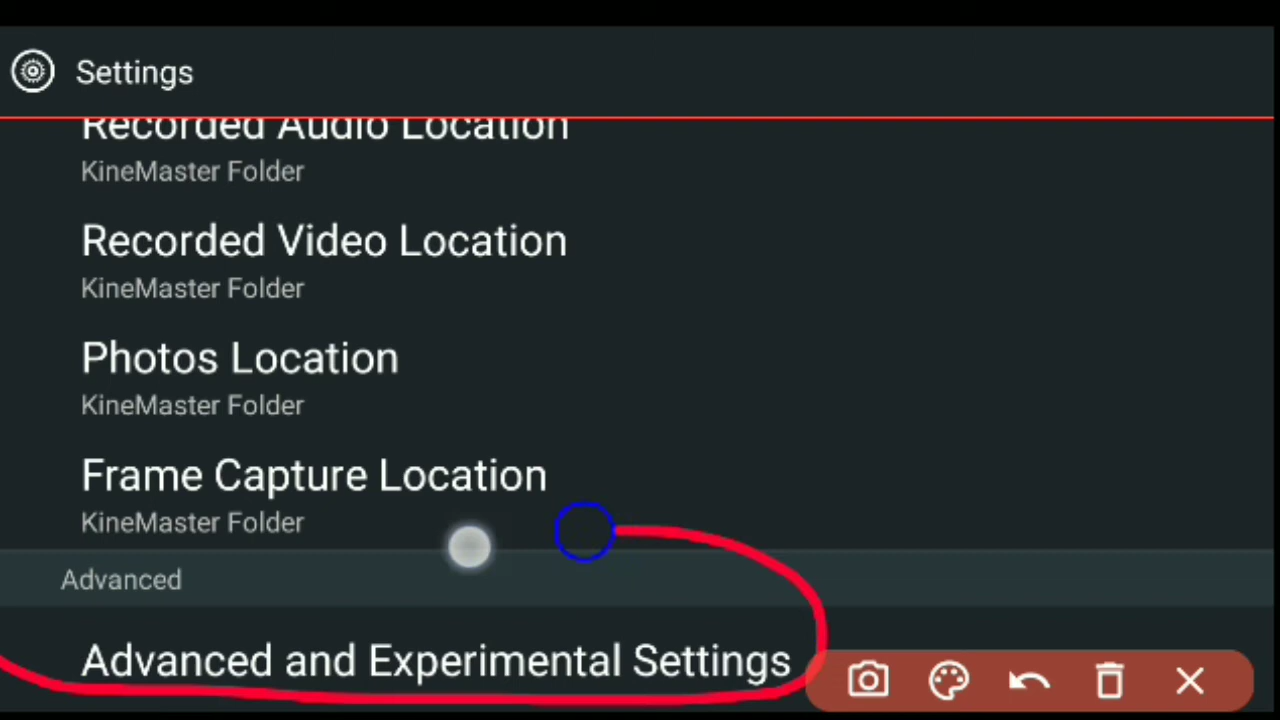 Settings
Recorded Audio Location
KineMaster Folder
Recorded Video Location
KineMaster Folder
Photos Location
KineMaster Folder
Frame Capture Location
KineMaster Folder
Advanced
Advanced and Experimental Settings